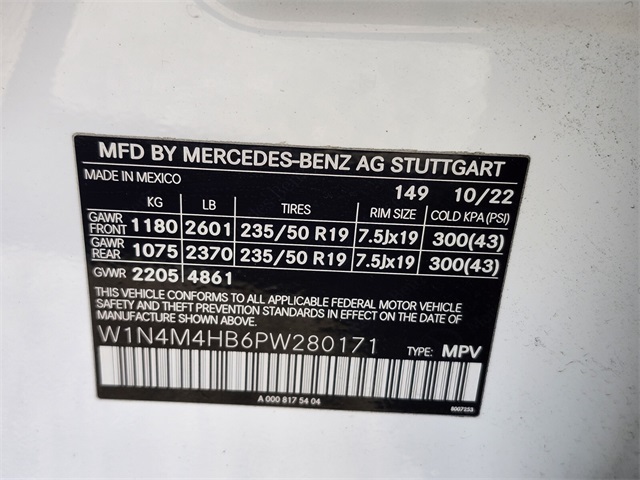 MFD BY MERCEDES-BENZ AG STUTTGART
MADE IN MEXICO 149 10/22
KG LB TIRES RIM SIZE COLD KPA(PSI)
GAWR FRONT 1180 2601 235/50 R19 7.5Jx19 300(43)
GAWR REAR 1075 2370 235/50 R19 7.5Jx19 300(43)
GVWR 2205 4861
THIS VEHICLE CONFORMS TO ALL APPLICABLE FEDERAL MOTOR VEHICLE
SAFETY AND THEFT PREVENTION STANDARDS IN EFFECT ON THE DATE OF
MANUFACTURE SHOWN ABOVE.
W1N4M4HB6PW280171 TYPE: MPV
A 000 817 54 04
8007253